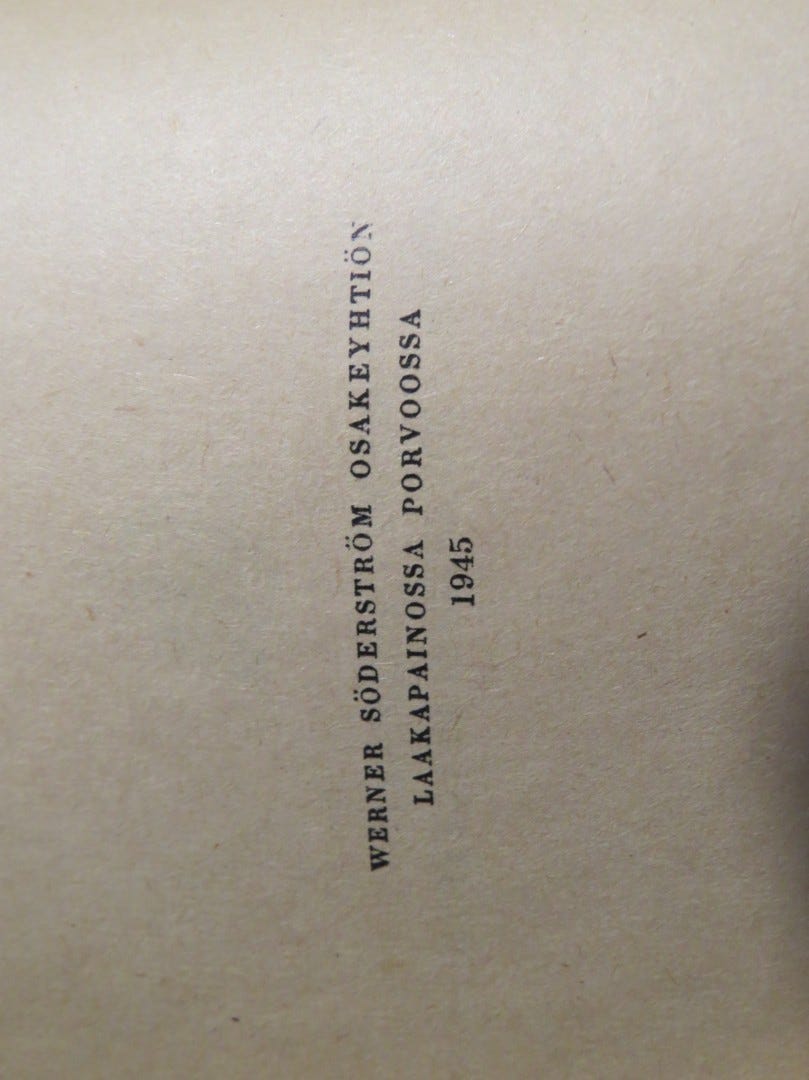 WERNER SÖDERSTRÖM OSAKEYHTIÖN
LAAKAPAINOSSA PORVOOSSA
1945